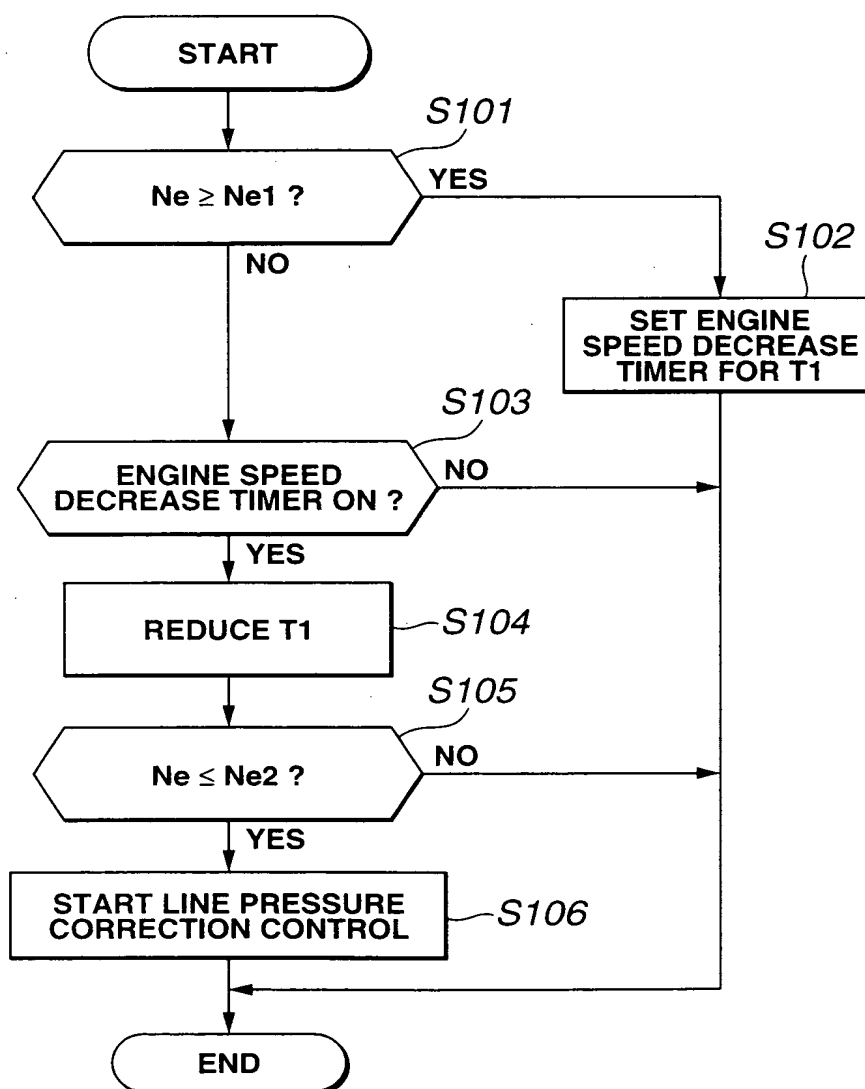 START
S101
Ne ≥ Ne1 ?
YES
NO
S102
SET ENGINE
SPEED DECREASE
TIMER FOR T1
S103
ENGINE SPEED
DECREASE TIMER ON ?
NO
YES
REDUCE T1
S104
S105
Ne ≤ Ne2 ?
NO
YES
START LINE PRESSURE
CORRECTION CONTROL
S106
END